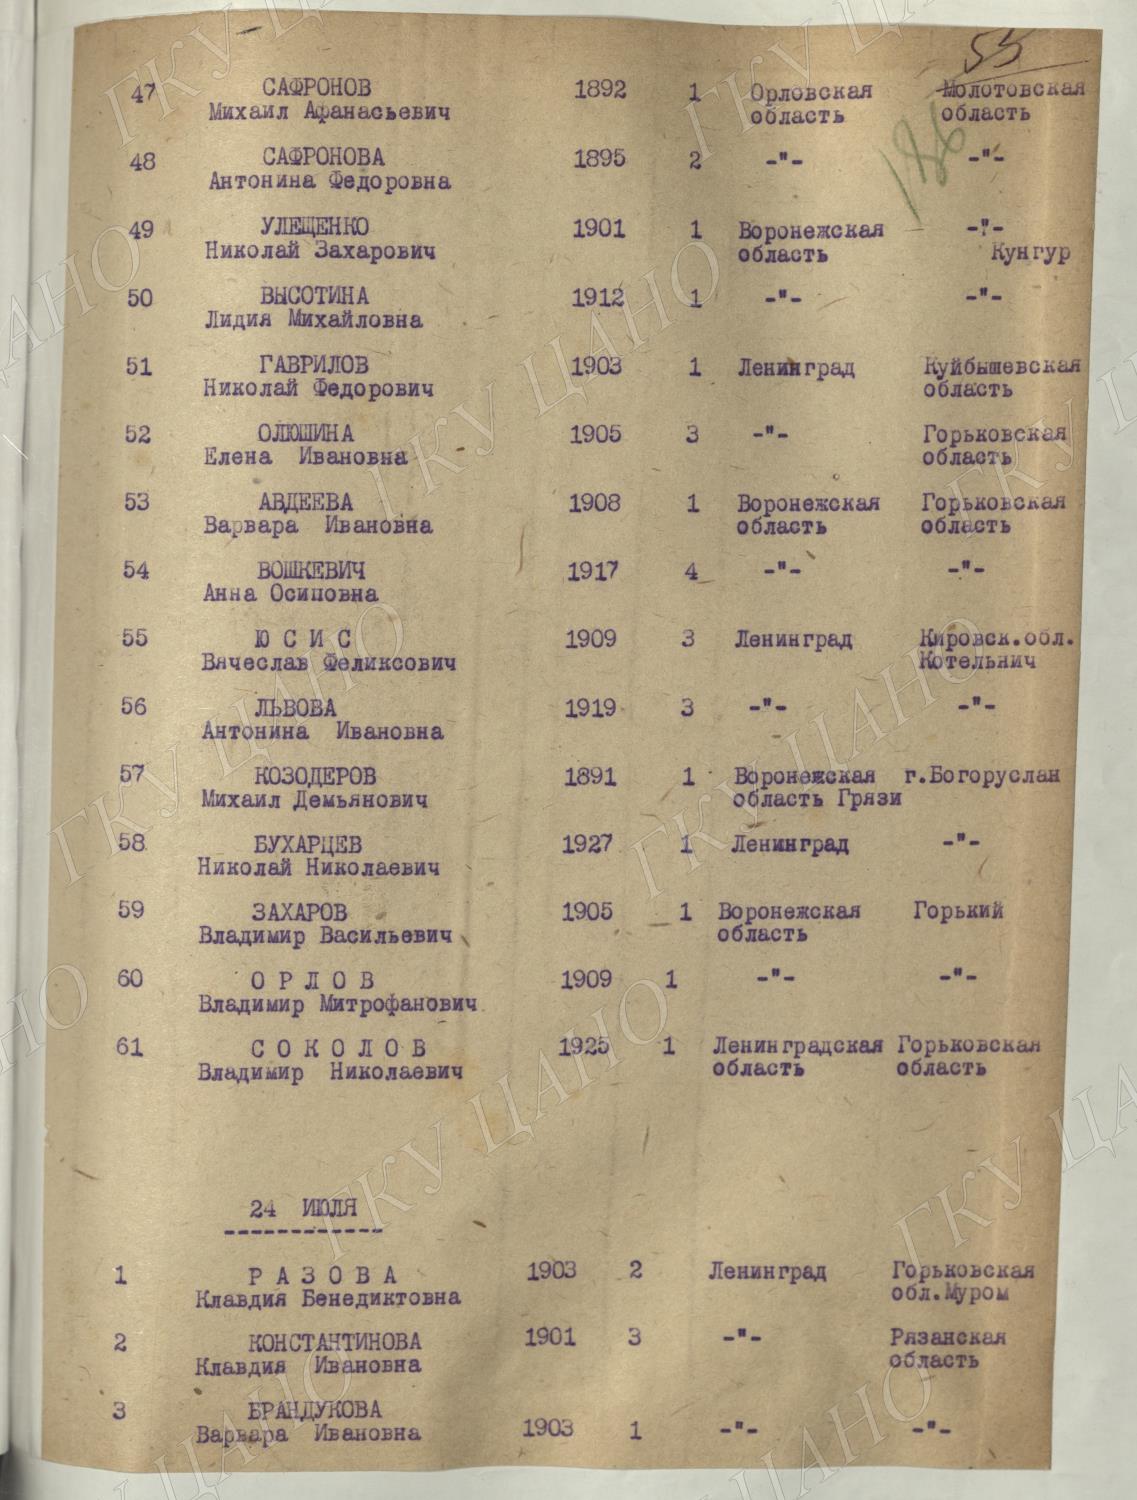 55
186
47 САФРОНОВ 1892 1 Орловская Молотовская
Михаил Афанасьевич область область
48 САФРОНОВА 1895 2 -"- -"-
Антонина Федоровна
49 УЛЕЩЕНКО 1901 1 Воронежская -"-
Николай Захарович область Кунгур
50 ВЫСОТИНА 1912 1 -"- -"-
Лидия Михайловна
51 ГАВРИЛОВ 1903 1 Ленинград Куйбышевская
Николай Федорович область
52 ОЛЮШИНА 1905 3 -"- Горьковская
Елена Ивановна область
53 АВДЕЕВА 1908 1 Воронежская Горьковская
Варвара Ивановна область область
54 ВОШКЕВИЧ 1917 4 -"- -"-
Анна Осиповна
55 Ю С И С 1909 3 Ленинград Кировск.обл.
Вячеслав Феликсович Котельнич
56 ЛЬВОВА 1919 3 -"- -"-
Антонина Ивановна
57 КОЗОДЕРОВ 1891 1 Воронежская г.Богоруслан
Михаил Демьянович область Грязи
58 БУХАРЦЕВ 1927 1 Ленинград -"-
Николай Николаевич
59 ЗАХАРОВ 1905 1 Воронежская Горький
Владимир Васильевич область
60 О Р Л О В 1909 1 -"- -"-
Владимир Митрофанович
61 С О К О Л О В 1925 1 Ленинградская Горьковская
Владимир Николаевич область область
24 ИЮЛЯ
------------
1 Р А З О В А 1903 2 Ленинград Горьковская
Клавдия Бенедиктовна обл.Муром
2 КОНСТАНТИНОВА 1901 3 -"- Рязанская
Клавдия Ивановна область
3 БРАНДУКОВА
Варвара Ивановна 1903 1 -"- -"-
ГКУ ЦАНО